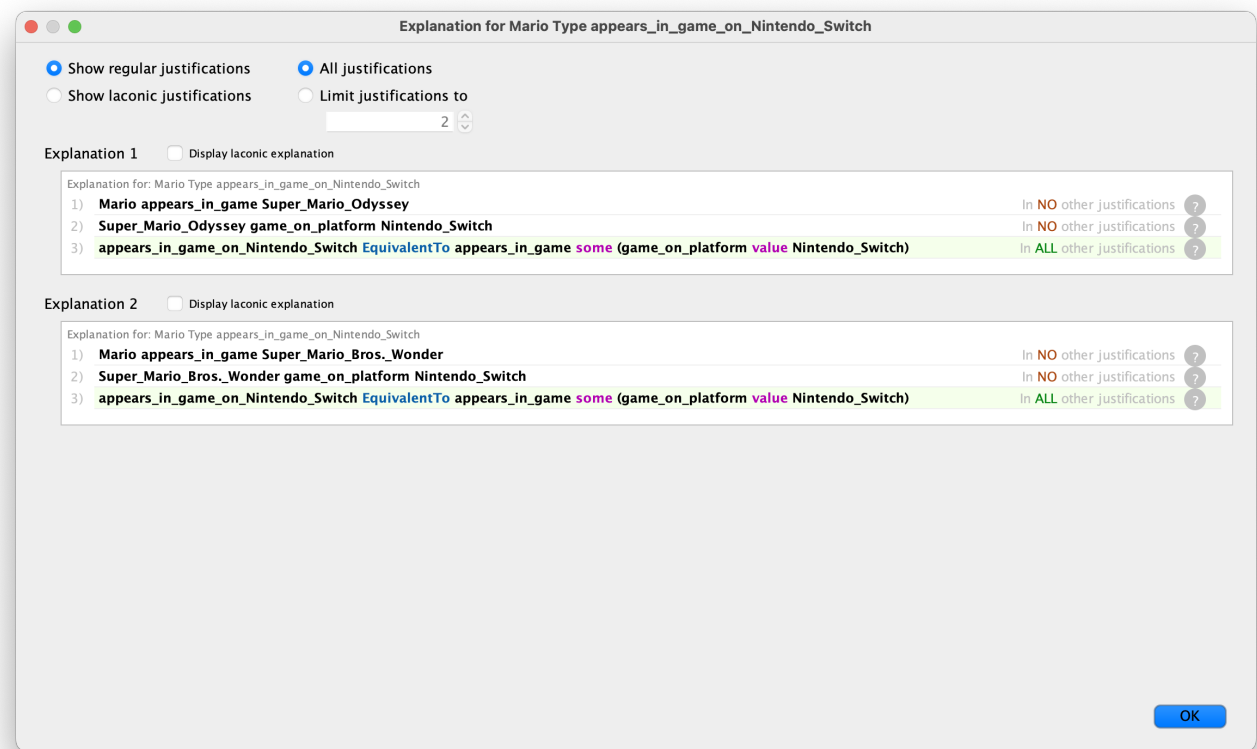 Explanation for Mario Type appears_in_game_on_Nintendo_Switch
Show regular justifications All justifications
Show laconic justifications Limit justifications to
2
Explanation 1 Display laconic explanation
Explanation for: Mario Type appears_in_game_on_Nintendo_Switch
1) Mario appears_in_game Super_Mario_Odyssey In NO other justifications ?
2) Super_Mario_Odyssey game_on_platform Nintendo_Switch In NO other justifications ?
3) appears_in_game_on_Nintendo_Switch EquivalentTo appears_in_game some (game_on_platform value Nintendo_Switch) In ALL other justifications ?
Explanation 2 Display laconic explanation
Explanation for: Mario Type appears_in_game_on_Nintendo_Switch
1) Mario appears_in_game Super_Mario_Bros._Wonder In NO other justifications ?
2) Super_Mario_Bros._Wonder game_on_platform Nintendo_Switch In NO other justifications ?
3) appears_in_game_on_Nintendo_Switch EquivalentTo appears_in_game some (game_on_platform value Nintendo_Switch) In ALL other justifications ?
OK